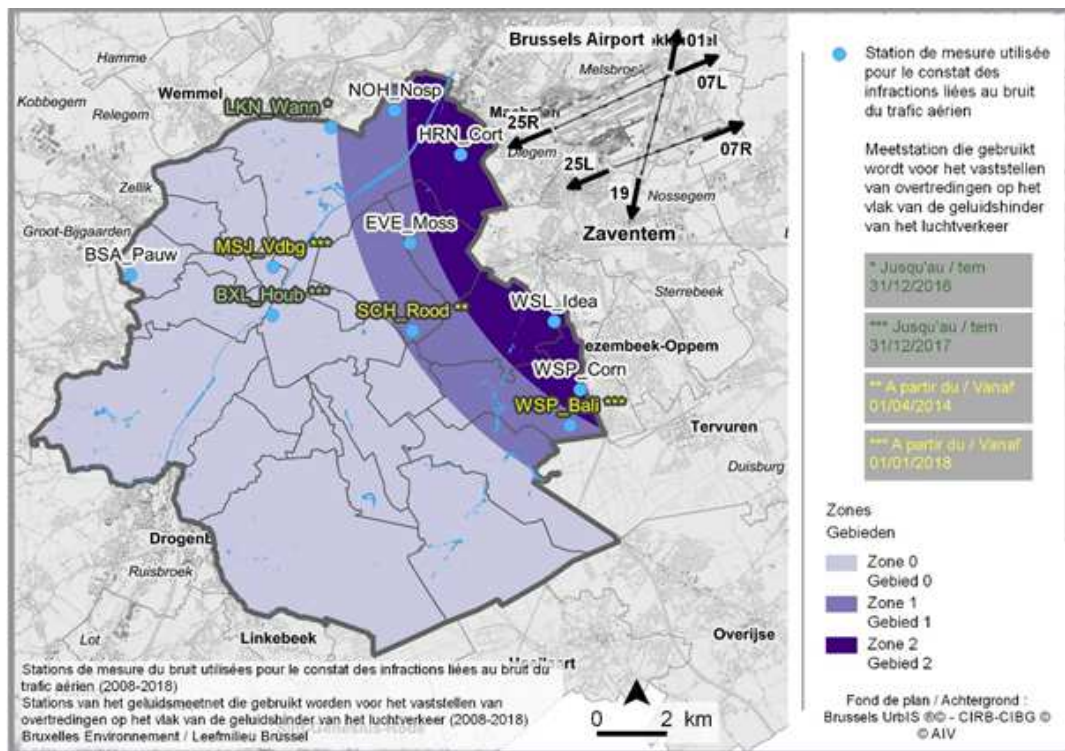 Hamme
Kobbegem
Relegem
Wemmel
LKN_Wann *
NOH_Nosp
Brussels Airport
01
Melsbroek
07L
25R
HRN_Cort
Diegem
25L
07R
19
Nossegem
Zaventem
Zellik
Groot-Bijgaarden
BSA_Pauw
MSJ_Vdbg ***
EVE_Moss
BXL_Houb ***
SCH_Rood **
WSL_Idea
Sterrebeek
ezembeek-Oppem
WSP_Corn
WSP_Bali ***
Tervuren
Duisburg
Drogenb
Ruisbroek
Lot
Linkebeek
Overijse
Stations de mesure du bruit utilisées pour le constat des infractions liées au bruit du
trafic aérien (2008-2018)
Stations van het geluidsmeetnet die gebruikt worden voor het vaststellen van
overtredingen op het vlak van de geluidshinder van het luchtverkeer (2008-2018)
Bruxelles Environnement / Leefmilieu Brussel
0 2 km
Station de mesure utilisée
pour le constat des
infractions liées au bruit
du trafic aérien
Meetstation die gebruikt
wordt voor het vaststellen
van overtredingen op het
vlak van de geluidshinder
van het luchtverkeer
* Jusqu'au / tem
31/12/2016
*** Jusqu'au / tem
31/12/2017
** A partir du / Vanaf
01/04/2014
*** A partir du / Vanaf
01/01/2018
Zones
Gebieden
Zone 0
Gebied 0
Zone 1
Gebied 1
Zone 2
Gebied 2
Fond de plan / Achtergrond :
Brussels UrbIS ®© - CIRB-CIBG ©
© AIV